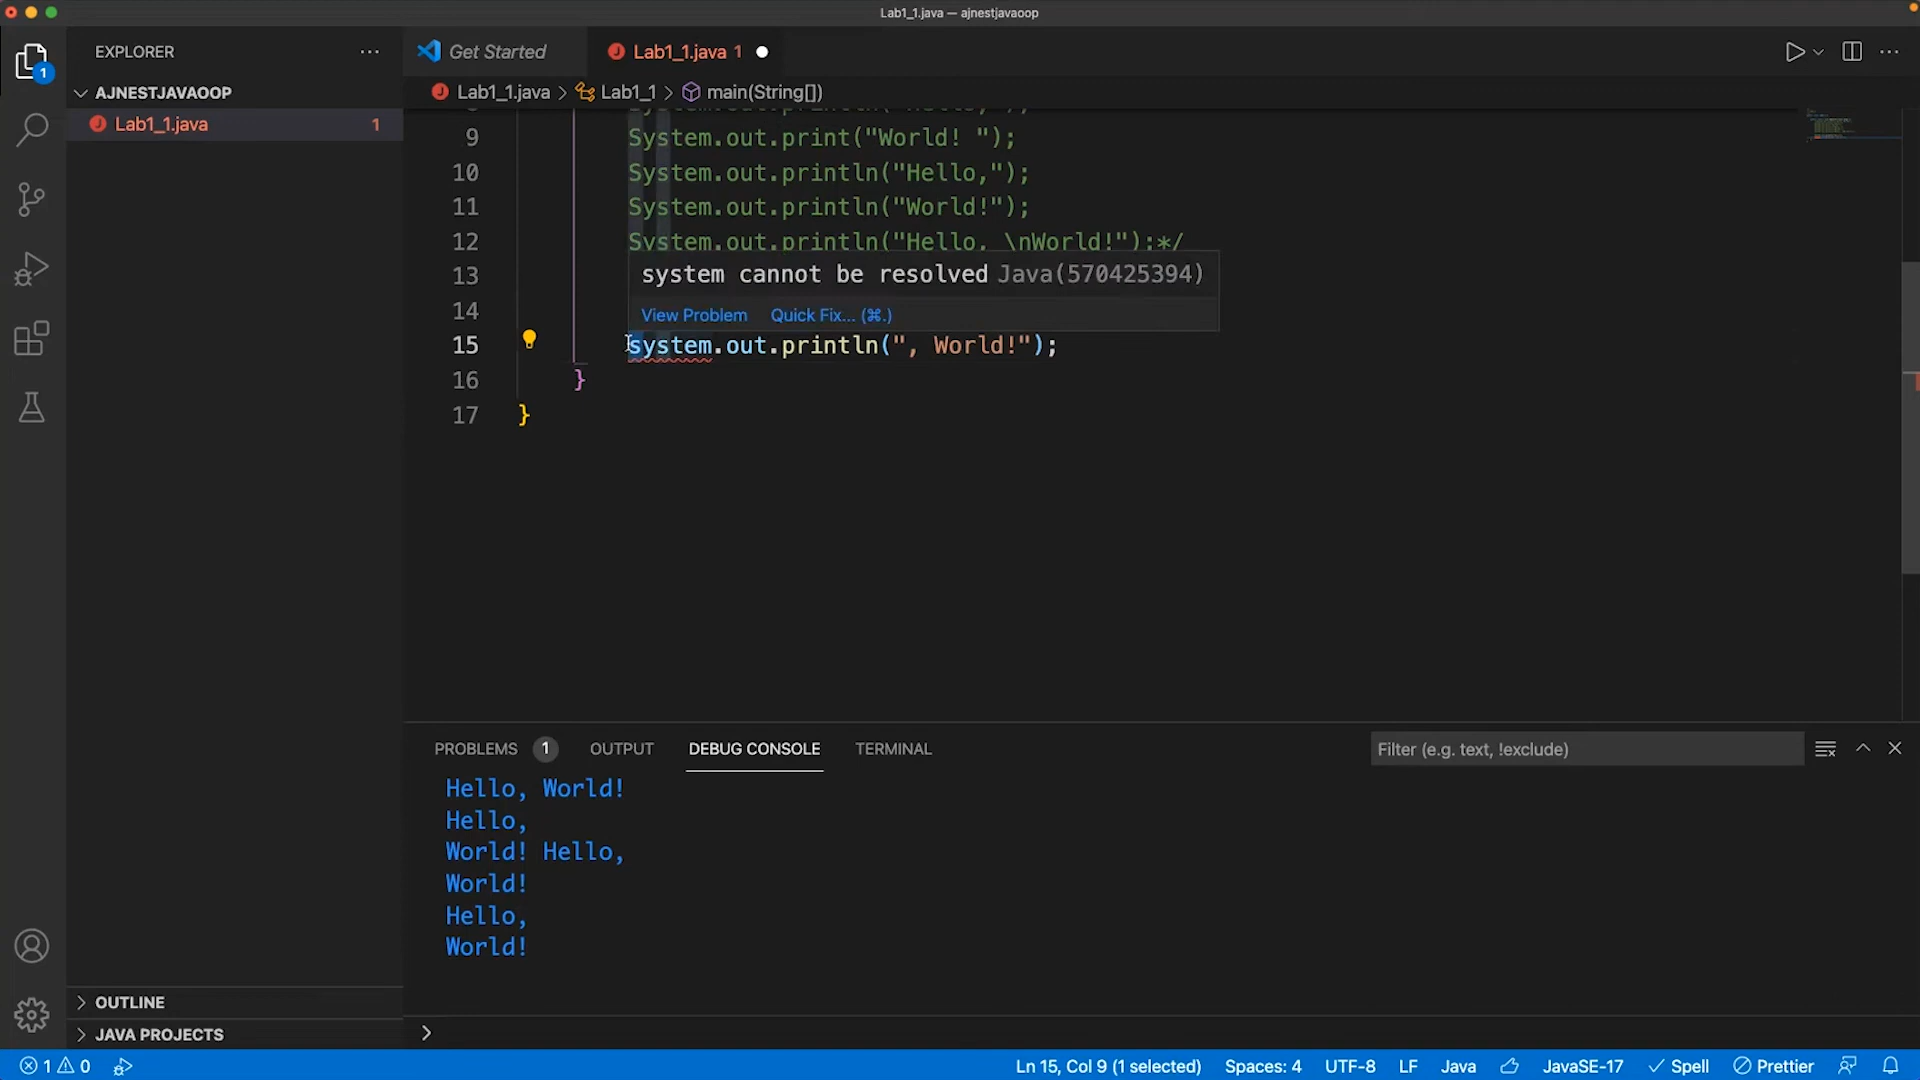 Lab1_1.java — ajnestjavaoop
EXPLORER
Get Started
Lab1_1.java 1
1
AJNESTJAVAOOP
Lab1_1.java > Lab1_1 > main(String[])
Lab1_1.java 1
9 System.out.print("World! ");
10 System.out.println("Hello,");
11 System.out.println("World!");
12 System.out.println("Hello, \nWorld!");*/
13
system cannot be resolved Java(570425394)
14
View Problem Quick Fix... (⌘.)
15 system.out.println(", World!");
16 }
17 }
PROBLEMS 1 OUTPUT DEBUG CONSOLE TERMINAL
Filter (e.g. text, !exclude)
Hello, World!
Hello,
World! Hello,
World!
Hello,
World!
OUTLINE
JAVA PROJECTS
1 0
Ln 15, Col 9 (1 selected) Spaces: 4 UTF-8 LF Java JavaSE-17 Spell Prettier